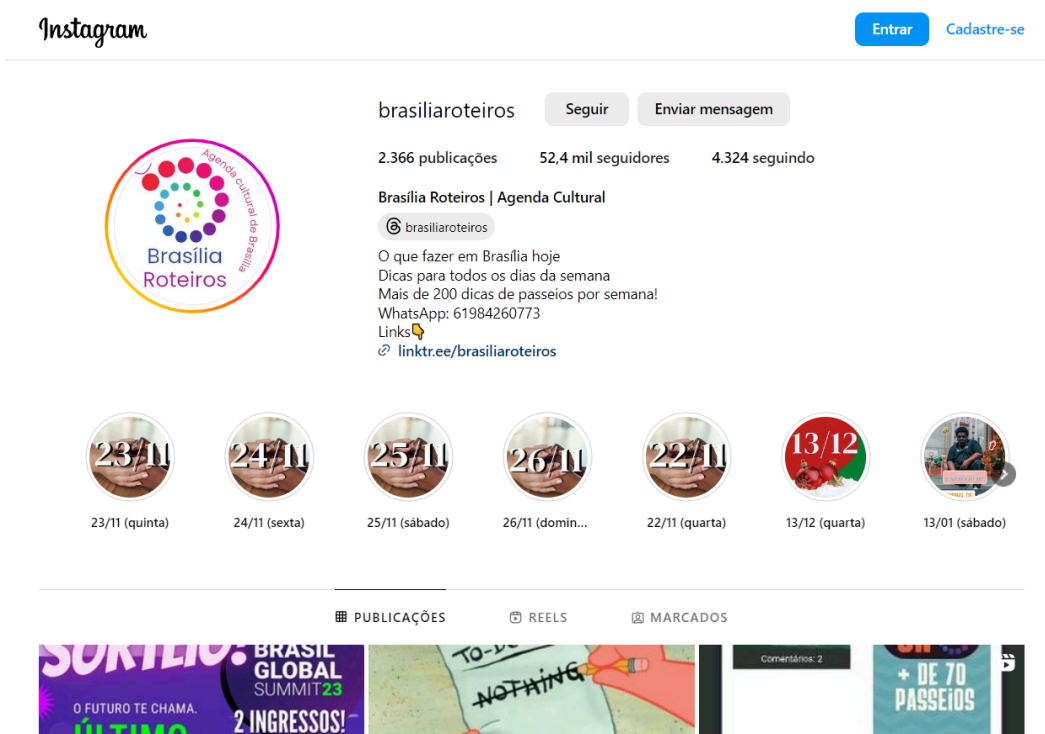 Instagram
Entrar
Cadastre-se
brasiliaroteiros
Seguir
Enviar mensagem
2.366 publicações
52,4 mil seguidores
4.324 seguindo
Brasília Roteiros | Agenda Cultural
brasiliaroteiros
O que fazer em Brasília hoje
Dicas para todos os dias da semana
Mais de 200 dicas de passeios por semana!
WhatsApp: 61984260773
Links👇
linktr.ee/brasiliaroteiros
Agenda cultural de Brasília
Brasília
Roteiros
23/11
24/11
25/11
26/11
22/11
13/12
23/11 (quinta)
24/11 (sexta)
25/11 (sábado)
26/11 (domin...
22/11 (quarta)
13/12 (quarta)
13/01 (sábado)
PUBLICAÇÕES
REELS
MARCADOS
SORTEIO!
BRASIL
GLOBAL
SUMMIT23
O FUTURO TE CHAMA.
2 INGRESSOS!
ÚLTIMO
TO-DO
NOTHING
Comentários: 2
+ DE 70
PASSEIOS